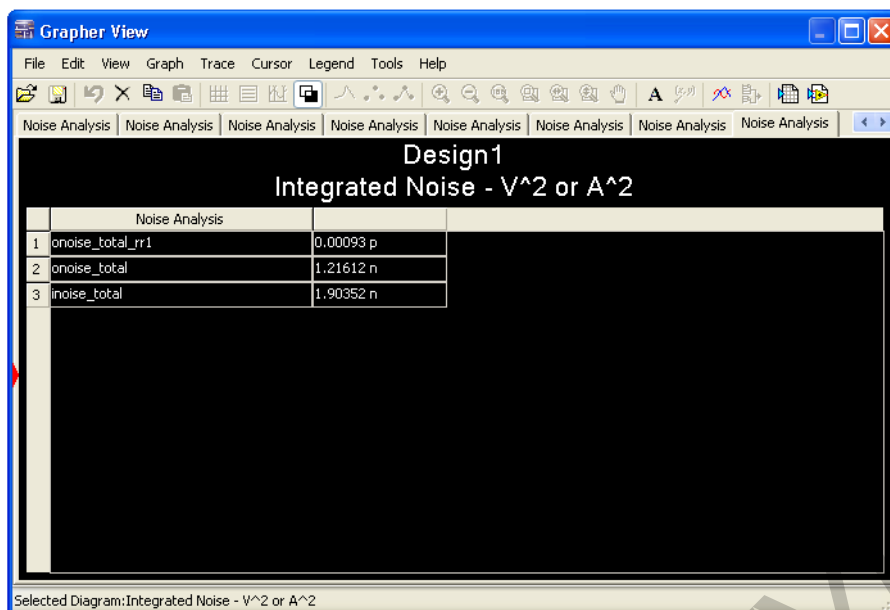 Grapher View
File Edit View Graph Trace Cursor Legend Tools Help
A
Noise Analysis Noise Analysis Noise Analysis Noise Analysis Noise Analysis Noise Analysis Noise Analysis Noise Analysis
Design1
Integrated Noise - V^2 or A^2
Noise Analysis
1 onoise_total_rr1 0.00093 p
2 onoise_total 1.21612 n
3 inoise_total 1.90352 n
Selected Diagram:Integrated Noise - V^2 or A^2